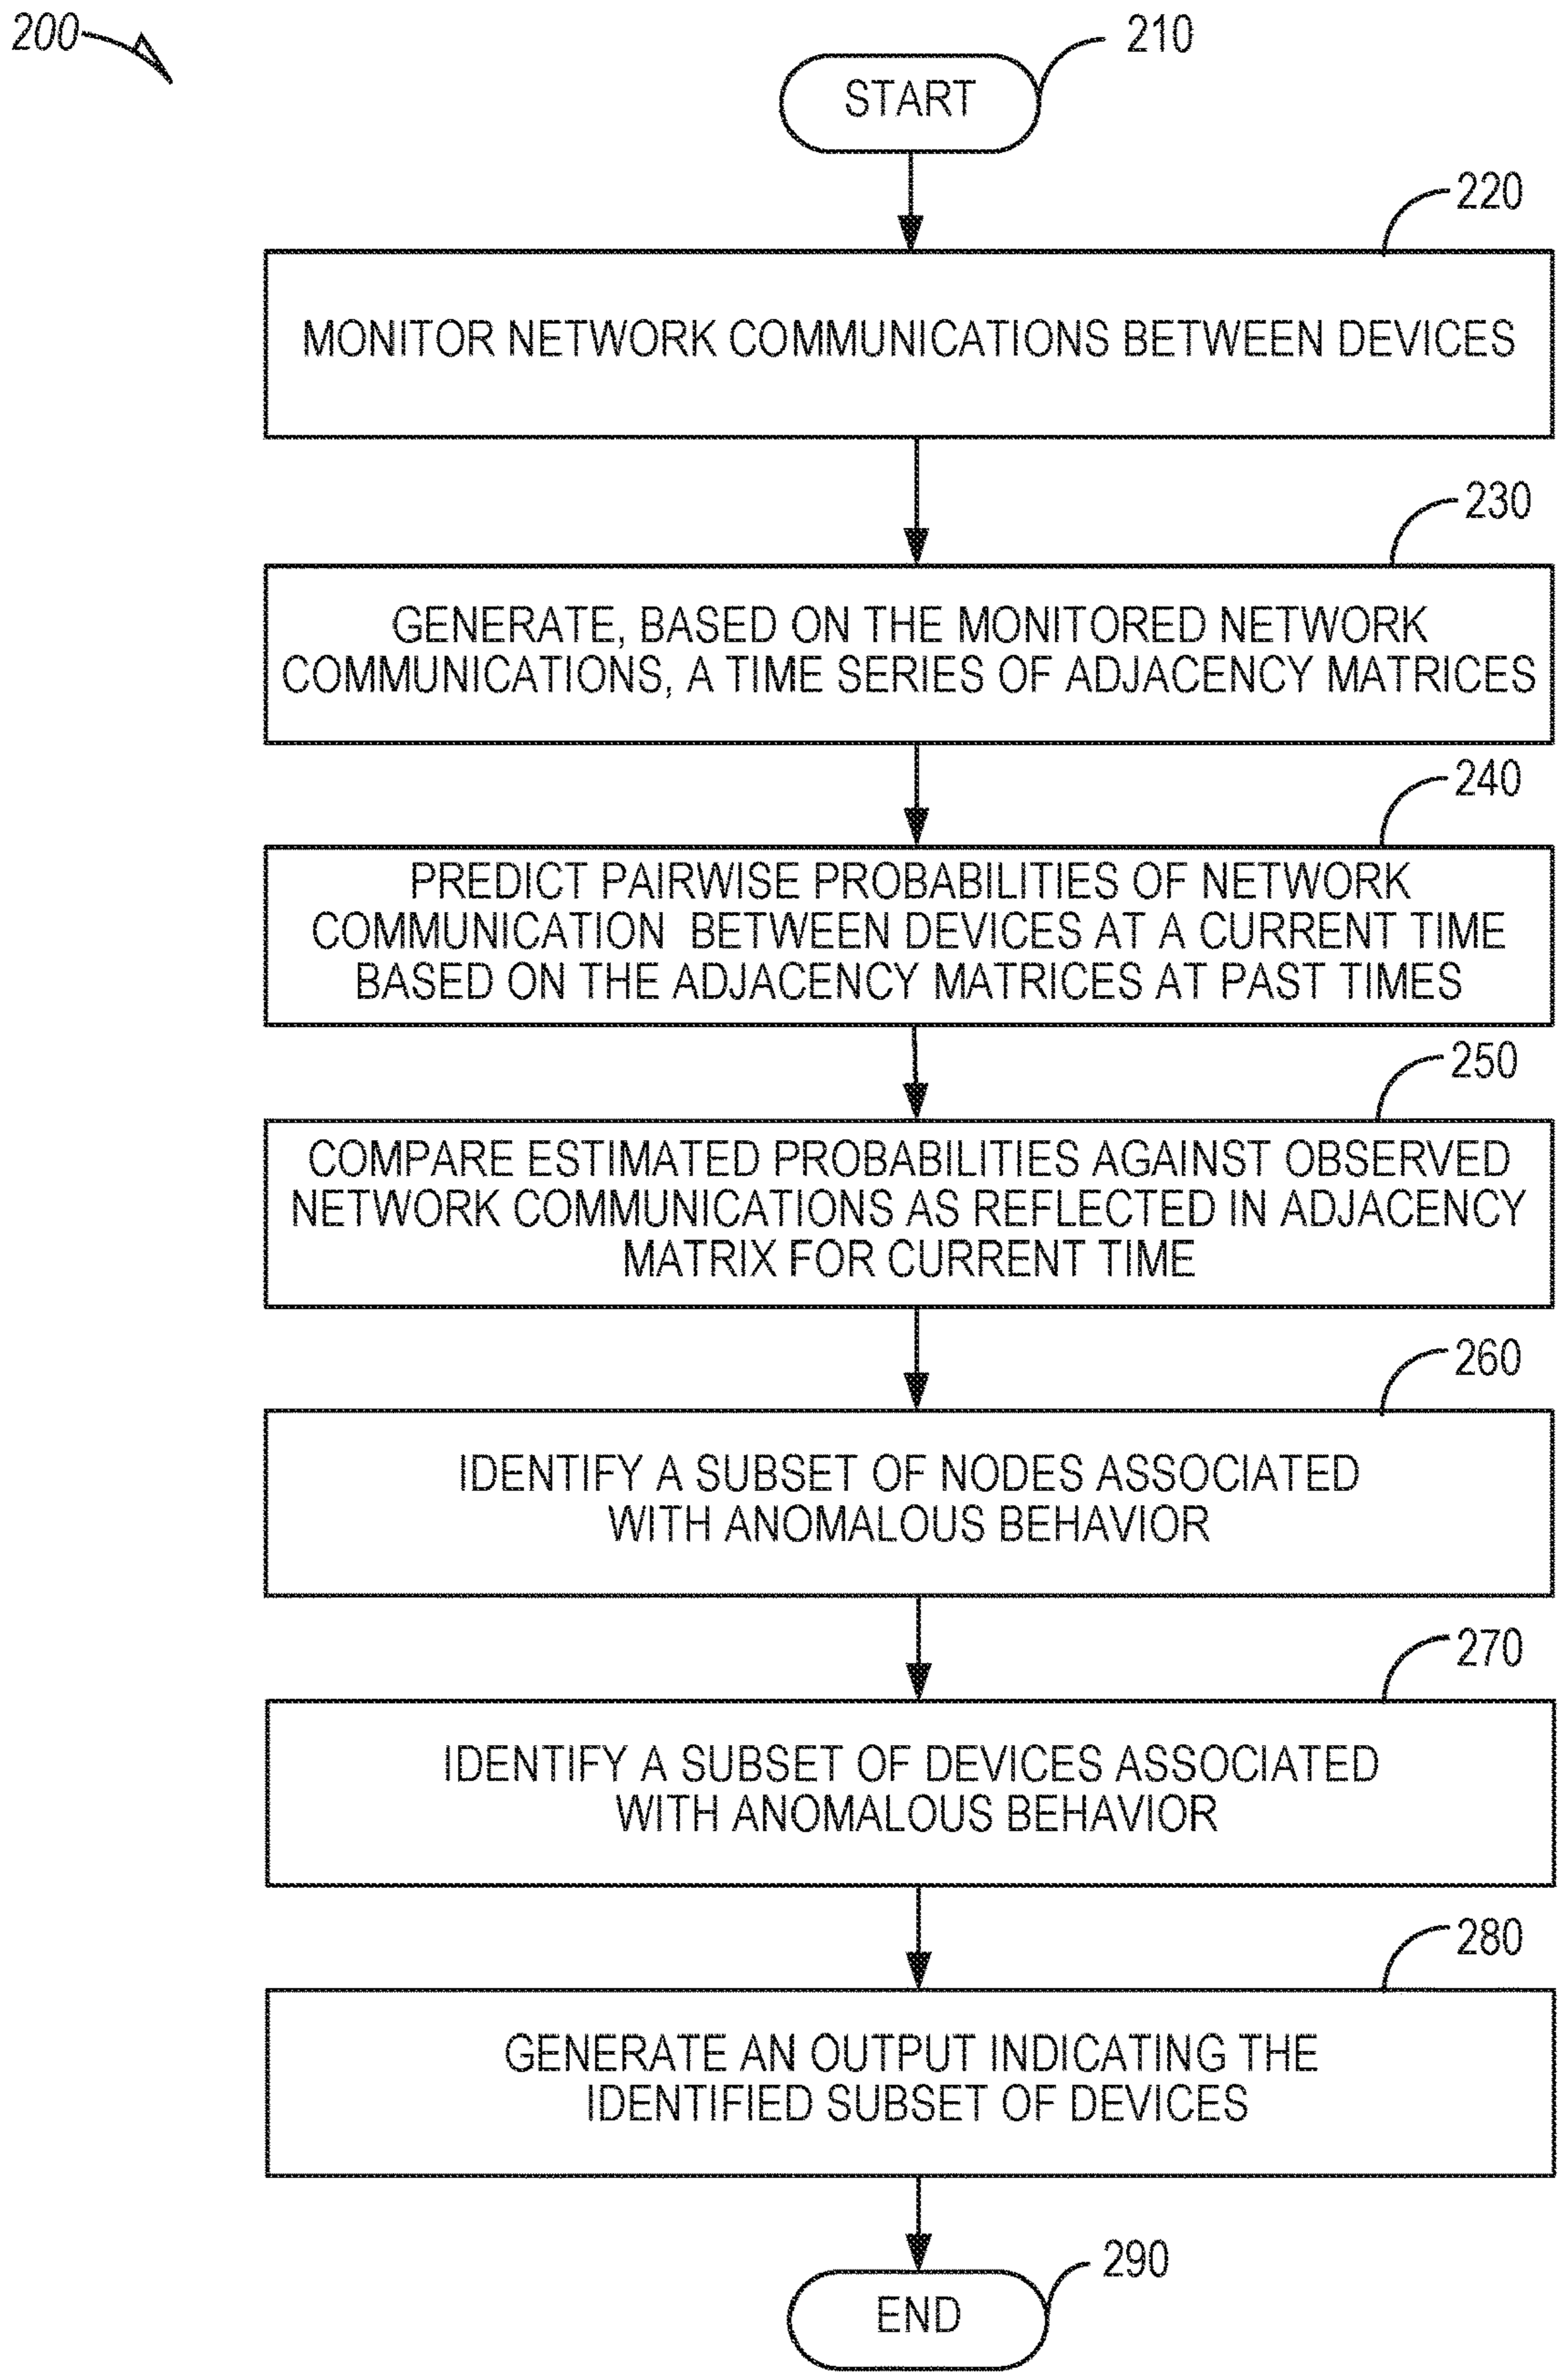 200
210
START
220
MONITOR NETWORK COMMUNICATIONS BETWEEN DEVICES
230
GENERATE, BASED ON THE MONITORED NETWORK
COMMUNICATIONS, A TIME SERIES OF ADJACENCY MATRICES
240
PREDICT PAIRWISE PROBABILITIES OF NETWORK
COMMUNICATION BETWEEN DEVICES AT A CURRENT TIME
BASED ON THE ADJACENCY MATRICES AT PAST TIMES
250
COMPARE ESTIMATED PROBABILITIES AGAINST OBSERVED
NETWORK COMMUNICATIONS AS REFLECTED IN ADJACENCY
MATRIX FOR CURRENT TIME
260
IDENTIFY A SUBSET OF NODES ASSOCIATED
WITH ANOMALOUS BEHAVIOR
270
IDENTIFY A SUBSET OF DEVICES ASSOCIATED
WITH ANOMALOUS BEHAVIOR
280
GENERATE AN OUTPUT INDICATING THE
IDENTIFIED SUBSET OF DEVICES
290
END